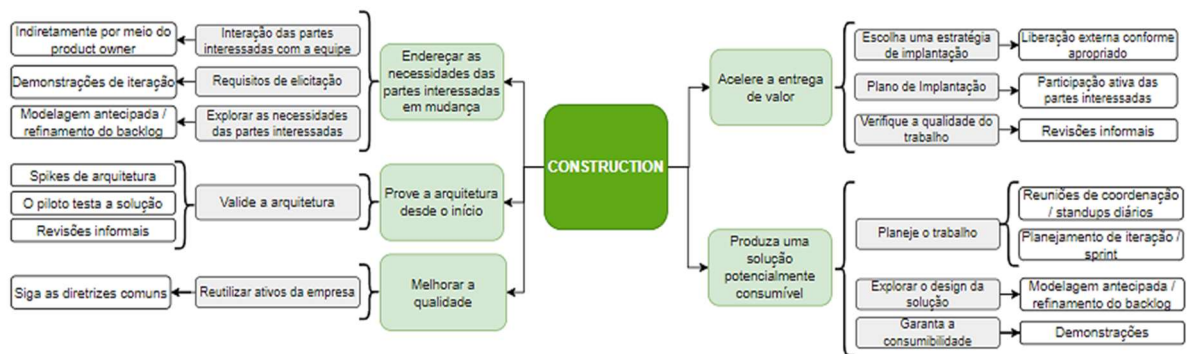 Indiretamente por meio do
product owner
Interação das partes
interessadas com a equipe
Demonstrações de iteração
Requisitos de elicitação
Modelagem antecipada /
refinamento do backlog
Explorar as necessidades
das partes interessadas
Endereçar as
necessidades das
partes interessadas
em mudança
Spikes de arquitetura
O piloto testa a solução
Revisões informais
Valide a arquitetura
Prove a arquitetura
desde o início
Siga as diretrizes comuns
Reutilizar ativos da empresa
Melhorar a
qualidade
CONSTRUCTION
Acelere a entrega
de valor
Escolha uma estratégia
de implantação
Liberação externa conforme
apropriado
Plano de Implantação
Participação ativa das
partes interessadas
Verifique a qualidade do
trabalho
Revisões informais
Produza uma
solução
potencialmente
consumível
Planeje o trabalho
Reuniões de coordenação
/ standups diários
Planejamento de iteração /
sprint
Explorar o design da
solução
Modelagem antecipada /
refinamento do backlog
Garanta a
consumibilidade
Demonstrações